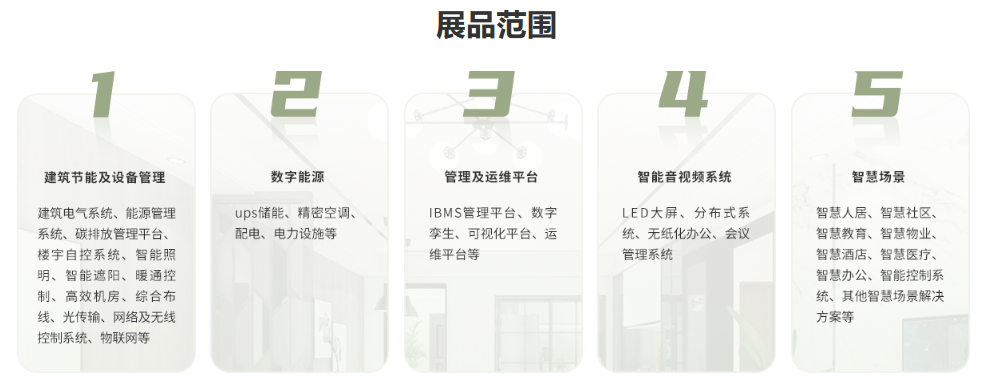 展品范围
1
建筑节能及设备管理
建筑电气系统、能源管理
系统、碳排放管理平台、
楼宇自控系统、智能照
明、智能遮阳、暖通控
制、高效机房、综合布
线、光传输、网络及无线
控制系统、物联网等
2
数字能源
ups储能、精密空调、
配电、电力设施等
3
管理及运维平台
IBMS管理平台、数字
孪生、可视化平台、运
维平台等
4
智能音视频系统
LED大屏、分布式系
统、无纸化办公、会议
管理系统
5
智慧场景
智慧人居、智慧社区、
智慧教育、智慧物业、
智慧酒店、智慧医疗、
智慧办公、智能控制系
统、其他智慧场景解决
方案等